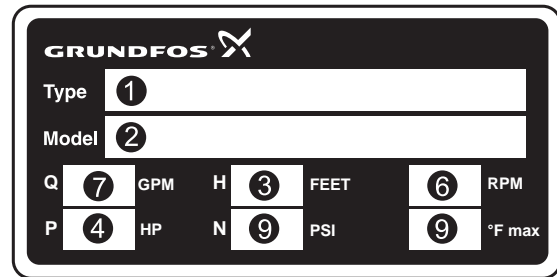 GRUNDFOS®
Type 1
Model 2
Q 7 GPM H 3 FEET 6 RPM
P 4 HP N 9 PSI 9 °F max